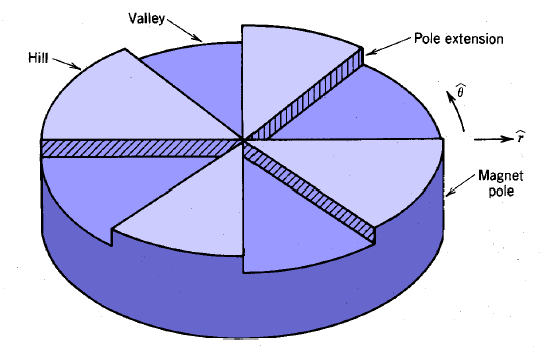 Valley
Hill
Pole extension
θ̂
r̂
Magnet
pole